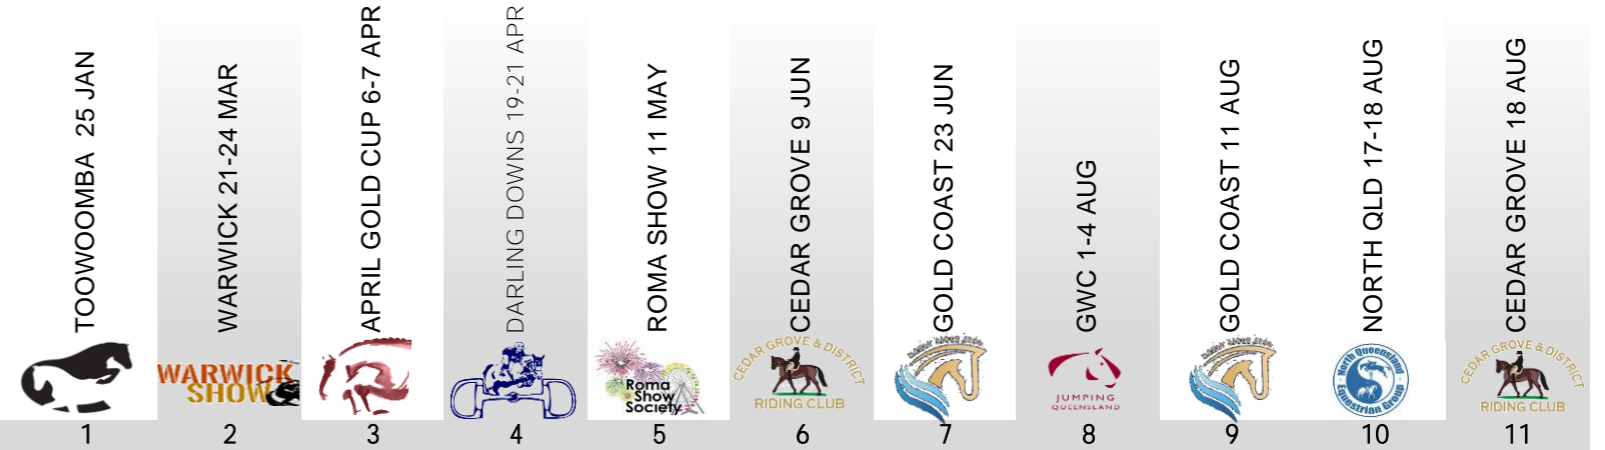 TOOWOOMBA 25 JAN
WARWICK 21-24 MAR
APRIL GOLD CUP 6-7 APR
DARLING DOWNS 19-21 APR
ROMA SHOW 11 MAY
CEDAR GROVE 9 JUN
GOLD COAST 23 JUN
GWC 1-4 AUG
GOLD COAST 11 AUG
NORTH QLD 17-18 AUG
CEDAR GROVE 18 AUG
WARWICK
SHOW
Roma
Show
Society
CEDAR GROVE & DISTRICT
RIDING CLUB
JUMPING
QUEENSLAND
North Queensland
Equestrian Group
CEDAR GROVE & DISTRICT
RIDING CLUB
1 2 3 4 5 6 7 8 9 10 11